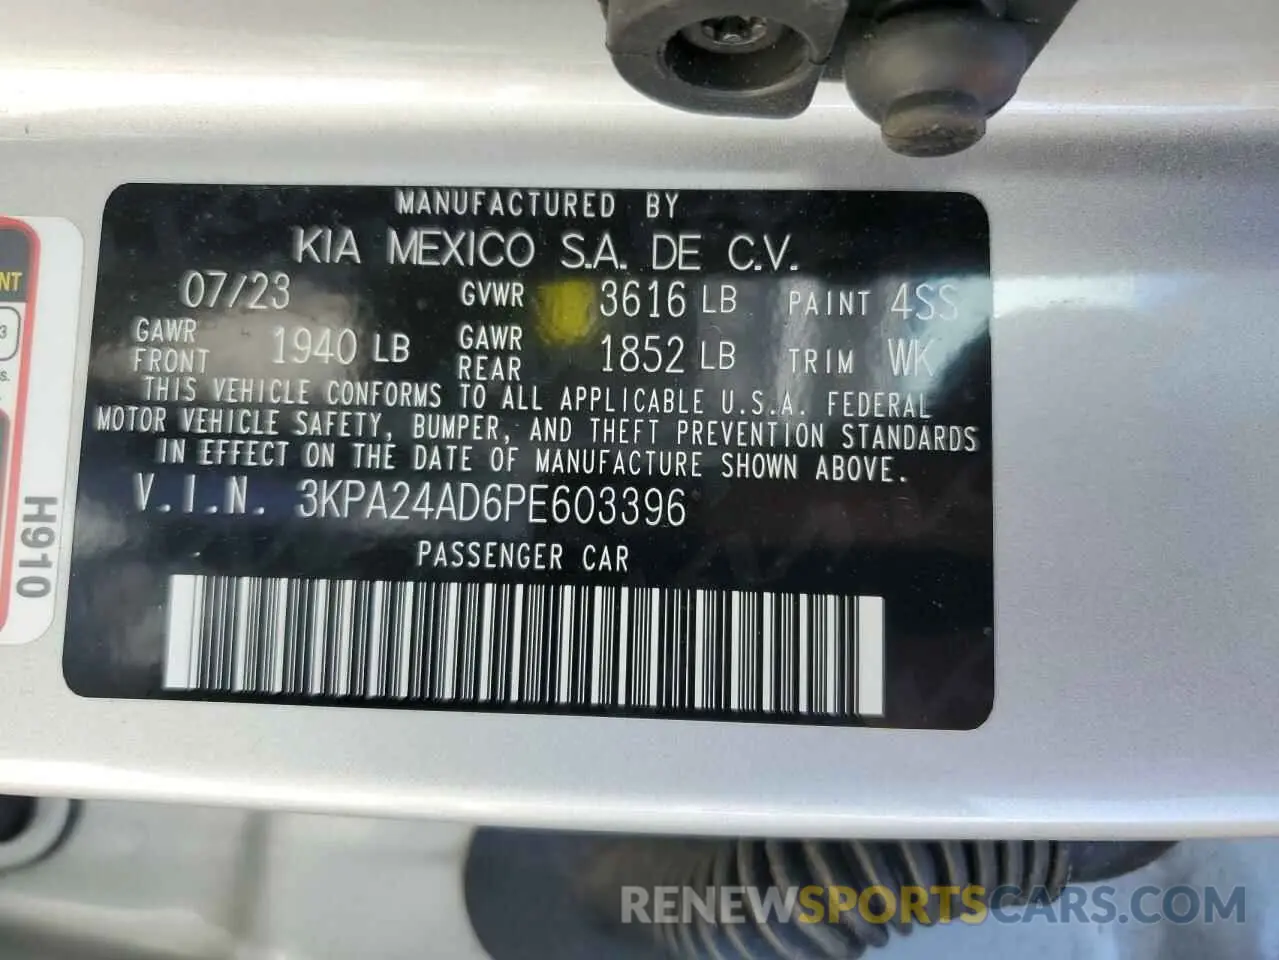 MANUFACTURED BY
KIA MEXICO S.A. DE C.V.
07/23 GVWR 3616 LB PAINT 4SS
GAWR FRONT 1940 LB GAWR REAR 1852 LB TRIM WK
THIS VEHICLE CONFORMS TO ALL APPLICABLE U.S.A. FEDERAL
MOTOR VEHICLE SAFETY, BUMPER, AND THEFT PREVENTION STANDARDS
IN EFFECT ON THE DATE OF MANUFACTURE SHOWN ABOVE.
V.I.N. 3KPA24AD6PE603396
PASSENGER CAR
H910
RENEWSPORTSCARS.COM